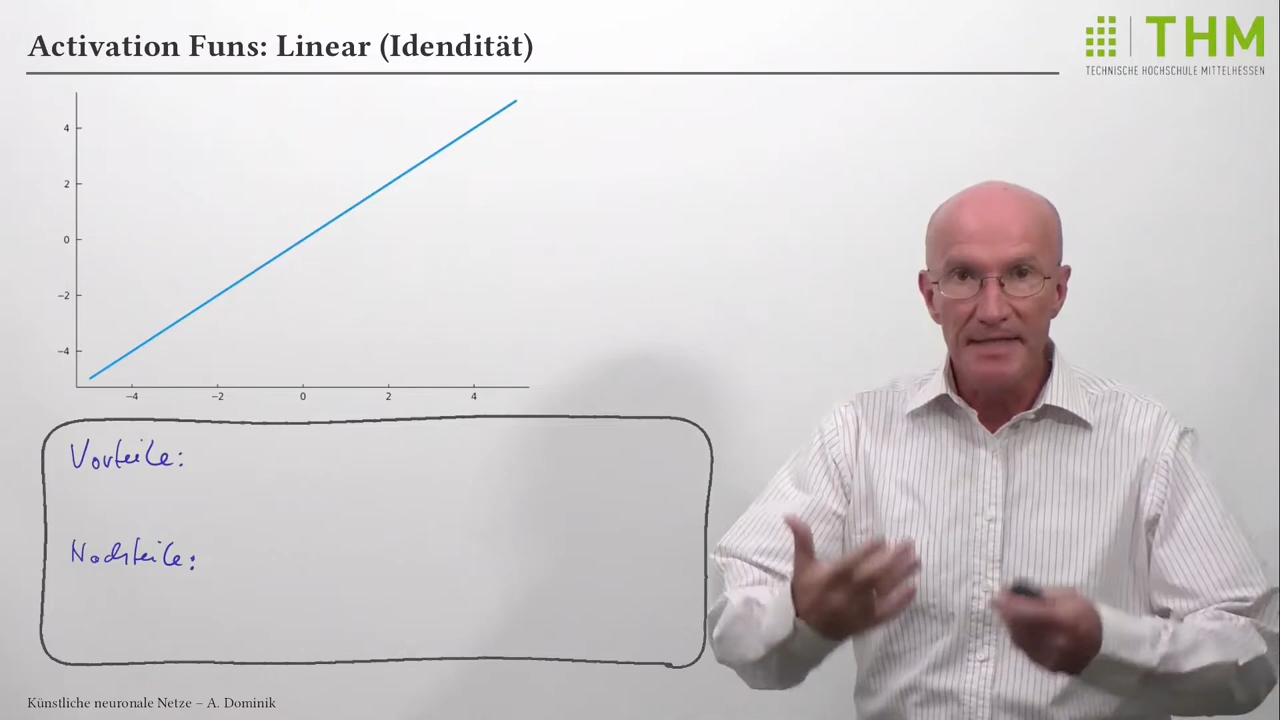 Activation Funs: Linear (Idendität)
THM
TECHNISCHE HOCHSCHULE MITTELHESSEN
4
2
0
−2
−4
−4 −2 0 2 4
Vorteile:
Nachteile:
Künstliche neuronale Netze – A. Dominik